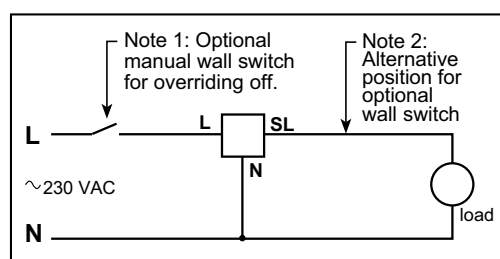 Note 1: Optional
manual wall switch
for overriding off.
Note 2:
Alternative
position for
optional
wall switch
L
L
SL
N
~230 VAC
load
N